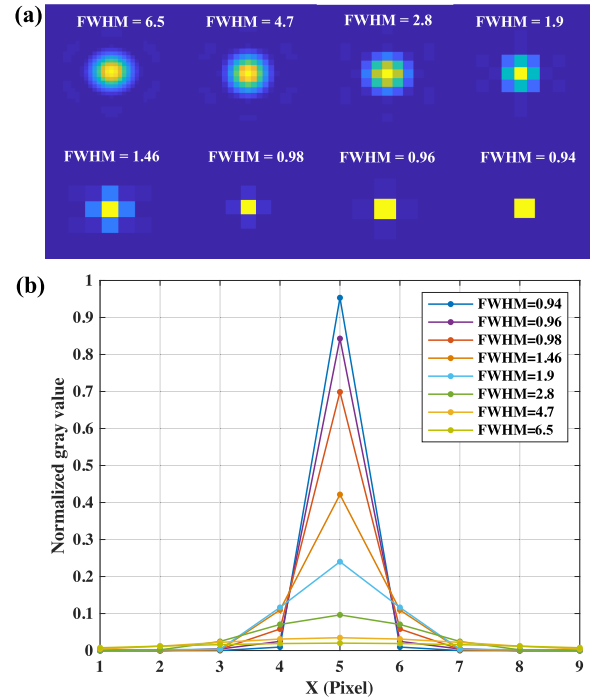 (a)
FWHM = 6.5 FWHM = 4.7 FWHM = 2.8 FWHM = 1.9
FWHM = 1.46 FWHM = 0.98 FWHM = 0.96 FWHM = 0.94
(b)
1
0.9
0.8
0.7
0.6
0.5
0.4
0.3
0.2
0.1
0
Normalized gray value
FWHM=0.94
FWHM=0.96
FWHM=0.98
FWHM=1.46
FWHM=1.9
FWHM=2.8
FWHM=4.7
FWHM=6.5
1 2 3 4 5 6 7 8 9
X (Pixel)